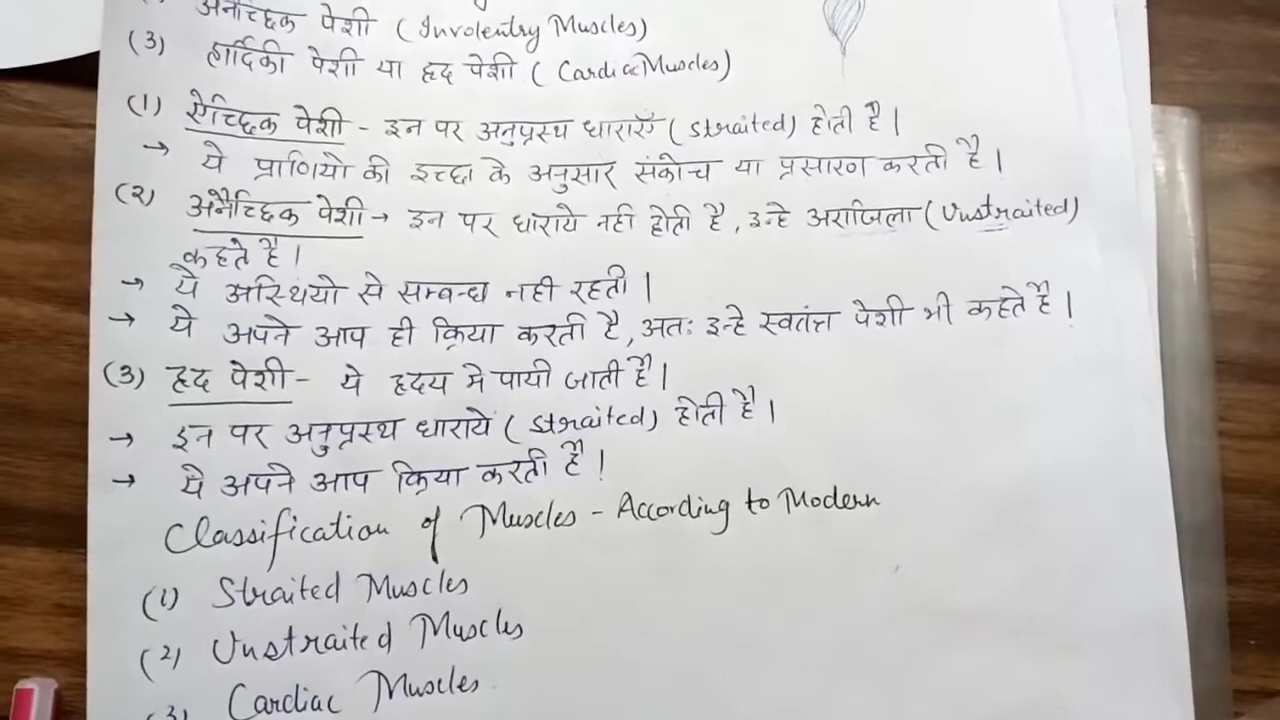 अनैच्छिक पेशी (Involentry Muscles)
(3) हार्दिकी पेशी या हृद पेशी (Cardiac Muscles)
(1) ऐच्छिक पेशी - इन पर अनुप्रस्थ धाराएँ (straited) होती है।
→ ये प्राणियो की इच्छा के अनुसार संकोच या प्रसारण करती है।
(2) अनैच्छिक पेशी → इन पर धाराये नही होती है, इन्हे अराजिला (Unstraited)
कहते है।
→ ये अस्थियो से सम्बन्ध नही रहती।
→ ये अपने आप ही क्रिया करती है, अतः इन्हे स्वतंत्र पेशी भी कहते है।
(3) हृद पेशी - ये हृदय मे पायी जाती है।
→ इन पर अनुप्रस्थ धाराये (straited) होती है।
→ ये अपने आप क्रिया करती है।
Classification of Muscles - According to Modern
(1) Straited Muscles
(2) Unstraited Muscles
(3) Cardiac Muscles.